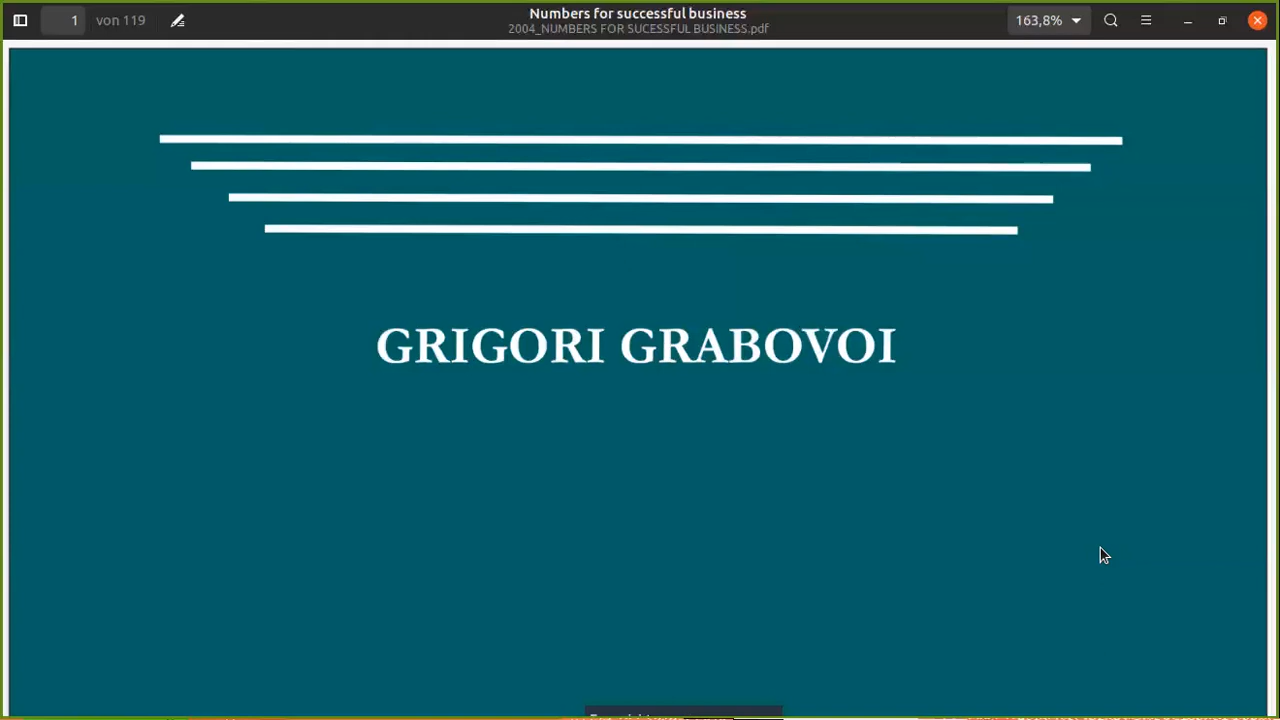 1 von 119
Numbers for successful business
2004_NUMBERS FOR SUCESSFUL BUSINESS.pdf
163,8%
GRIGORI GRABOVOI